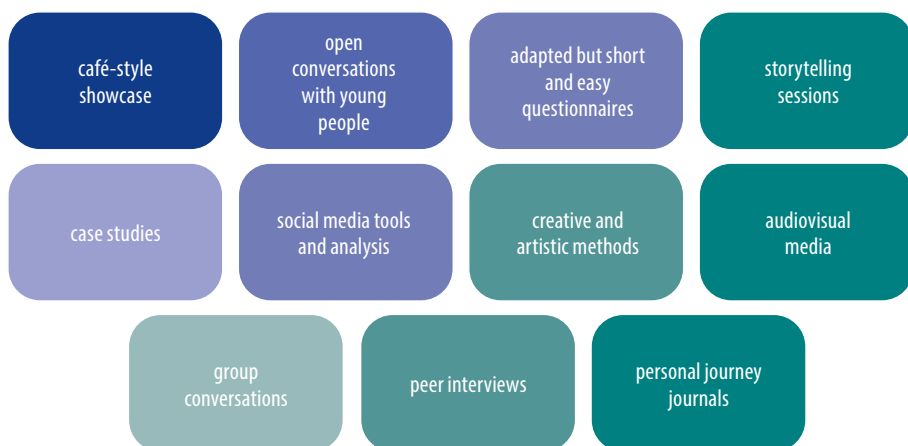 café-style
showcase
open
conversations
with young
people
adapted but short
and easy
questionnaires
storytelling
sessions
case studies
social media tools
and analysis
creative and
artistic methods
audiovisual
media
group
conversations
peer interviews
personal journey
journals